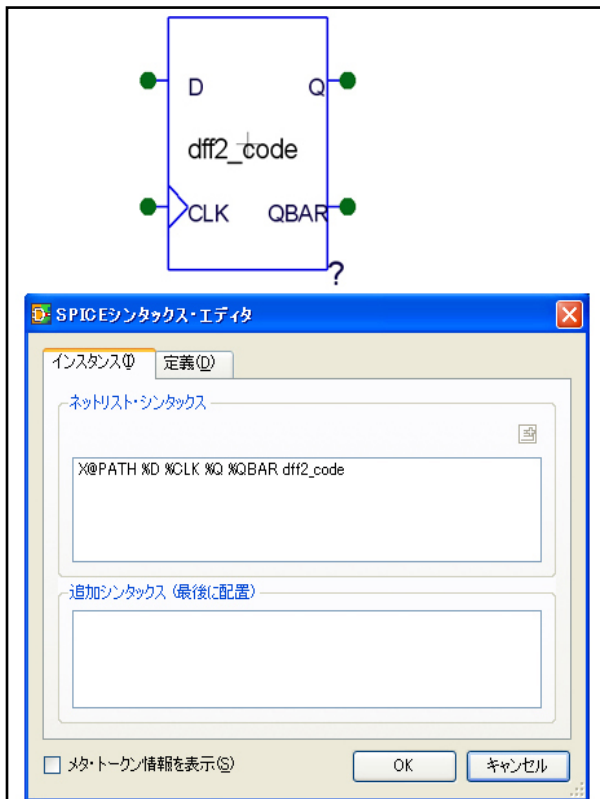 D Q
dff2_code
CLK QBAR
?
SPICEシンタックス・エディタ
インスタンス(I) 定義(D)
ネットリスト・シンタックス
X@PATH %D %CLK %Q %QBAR dff2_code
追加シンタックス (最後に配置)
メタ・トークン情報を表示(S) OK キャンセル